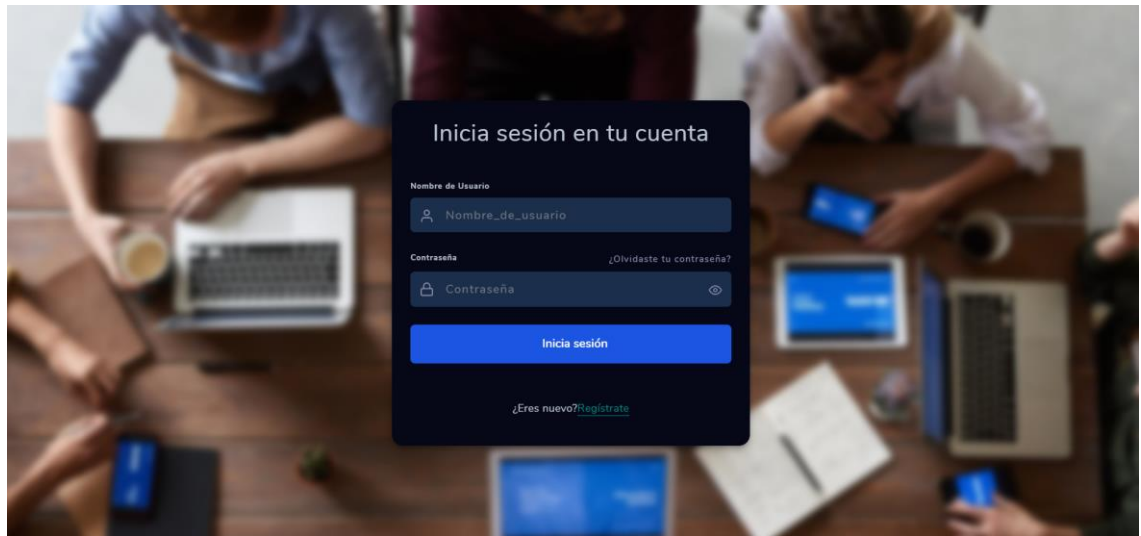 Inicia sesión en tu cuenta
Nombre de Usuario
Nombre_de_usuario
Contraseña ¿Olvidaste tu contraseña?
Contraseña
Inicia sesión
¿Eres nuevo?Regístrate